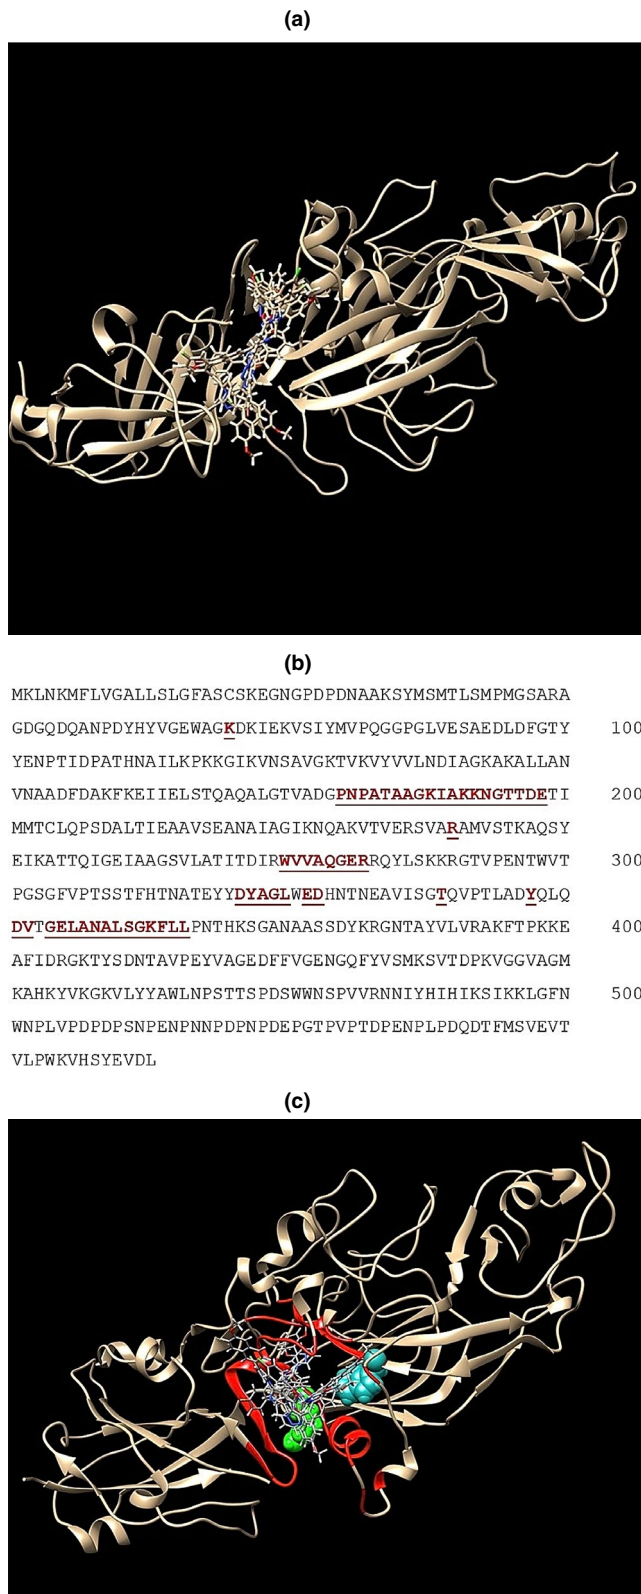 (a)
(b)
MKLNKMFLVGALLSLGFASCSKEGNGPDPDNAAKSYMSMTLSMPMGSARA
GDGQDQANPDYHYVGEWAGKDKIEKVSIYMVPQGGPGLVESAEDLDFGTY 100
YENPTIDPATHNAILKPKKGIKVNSAVGKTVKVYVVLNDIAGKAKALLAN
VNAADFDAKFKEIIELSTQAQALGTVADGPNPATAAGKIAKKNGTTDETI 200
MMTCLQPSDALTIEAAVSEANAIAGIKNQAKVTVERSVARAMVSTKAQSY
EIKATTQIGEIAAGSVLATITDIRWVVAQGERRQYLSKKRGTVPENTWVT 300
PGSGFVPTSSTFHTNATEYYDYAGLWEDHNTNEAVISGTQVPTLADYQLQ
DVTGELANALSGKFLLPNTHKSGANAASSDYKRGNTAYVLVRAKFTPKKE 400
AFIDRGKTYSDNTAVPEYVAGEDFFVGENGQFYVSMKSVTDPKVGGVAGM
KAHKYVKGKVLYYAWLNPSTTSPDSWWNSPVVRNNIYHIHIKSIKKLGFN 500
WNPLVPDPDPSNPENPNNPDPNPDEPGTPVPTDPENPLPDQDTFMSVEVT
VLPWKVHSYEVDL
(c)